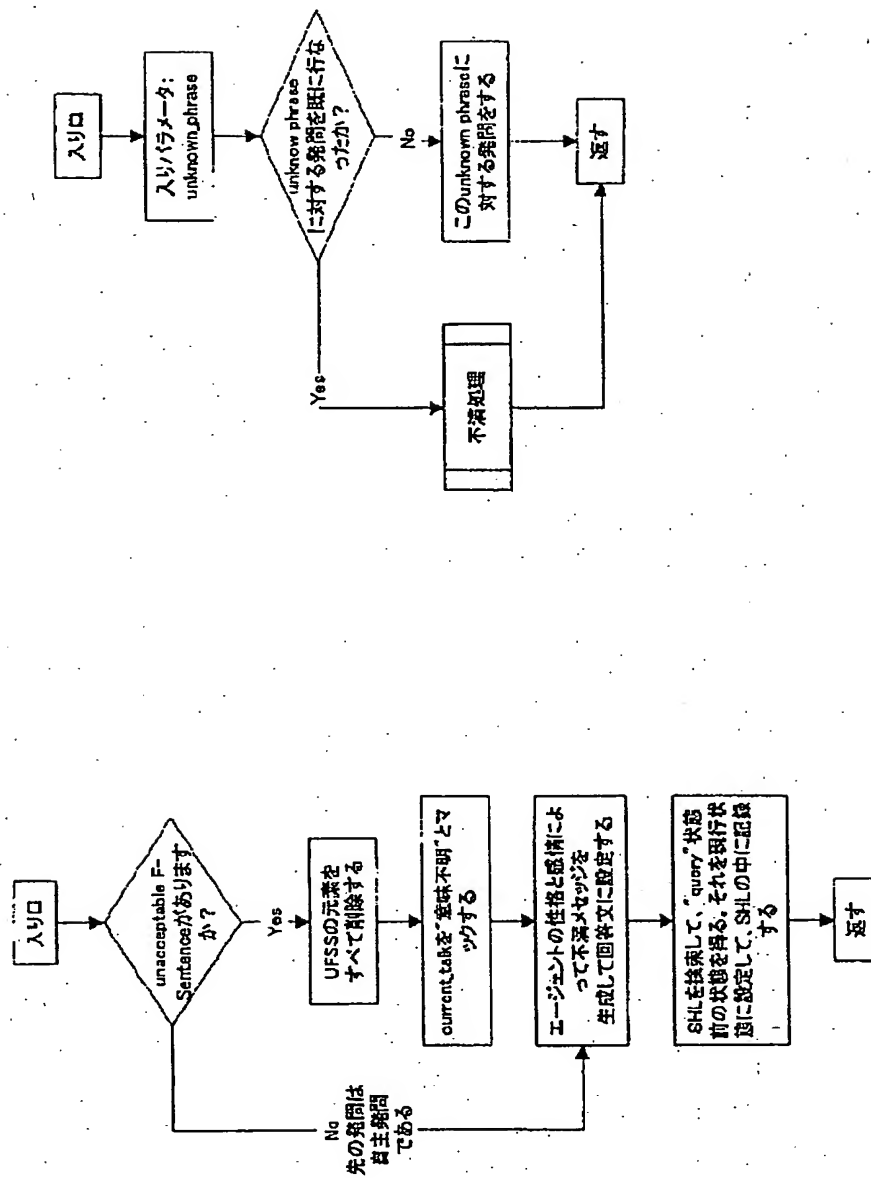 入り口
入りパラメータ:
unknown_phrase
unknow phrase
に対する発問を既に行な
ったか?
Yes
No
このunknown phraseに
対する発問をする
不満処理
返す
入り口
unacceptable F-
Sentenceがあります
か?
Yes
No
先の発問は
自主発問
である
UFSSの元素を
すべて削除する
current_talkを"意味不明"とマ
ックする
エージェントの性格と感情によ
って不満メセッジを
生成して回答文に設定する
SHLを検索して、"query"状態
前の状態を得る。それを現行状
態に設定して、SHLの中に記録
する
返す